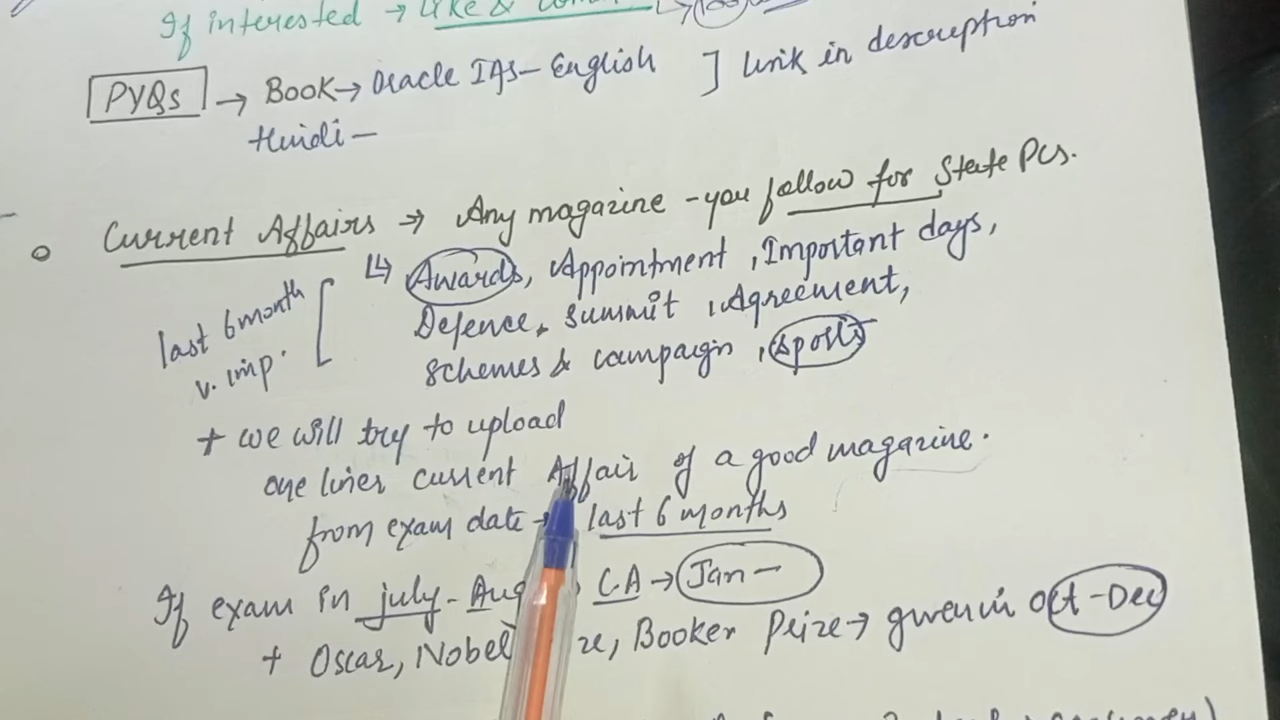 If interested → Like &
PYQs → Book → Oracle IAS - English ] link in description
Hindi -
Current Affairs → Any magazine - you follow for State PCS.
↳ Awards, Appointment, Important days,
last 6 month
v. imp.
Defence, summit, Agreement,
schemes & campaign, sports
+ we will try to upload
one liner current Affair of a good magazine.
from exam date → last 6 months
If exam in july - Aug CA → Jan -
+ Oscar, Nobel Booker Prize → given in Oct - Dec